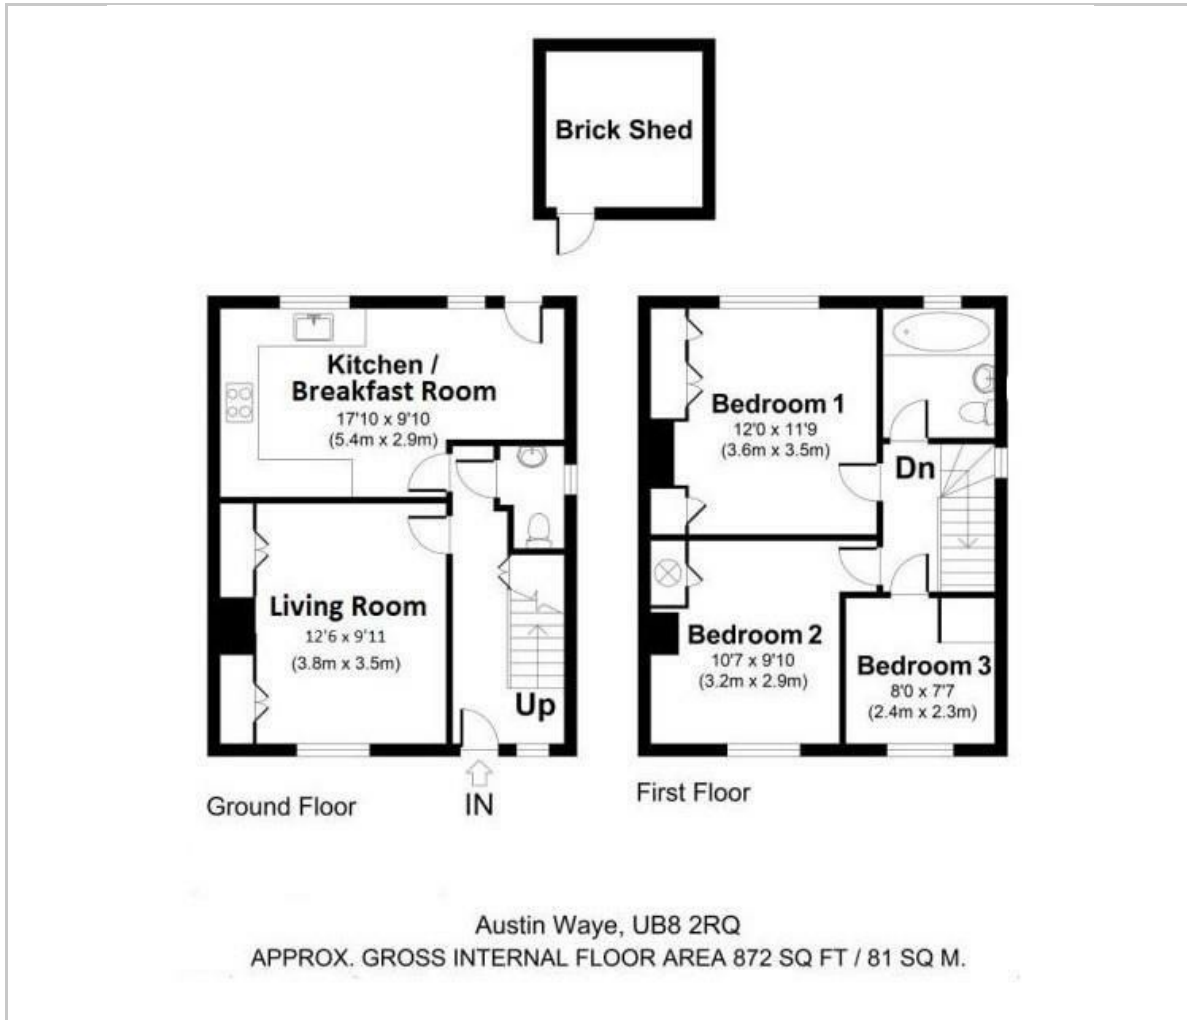 Brick Shed
Kitchen /
Breakfast Room
17'10 x 9'10
(5.4m x 2.9m)
Living Room
12'6 x 9'11
(3.8m x 3.5m)
Up
IN
Ground Floor
Bedroom 1
12'0 x 11'9
(3.6m x 3.5m)
Dn
Bedroom 2
10'7 x 9'10
(3.2m x 2.9m)
Bedroom 3
8'0 x 7'7
(2.4m x 2.3m)
First Floor
Austin Waye, UB8 2RQ
APPROX. GROSS INTERNAL FLOOR AREA 872 SQ FT / 81 SQ M.